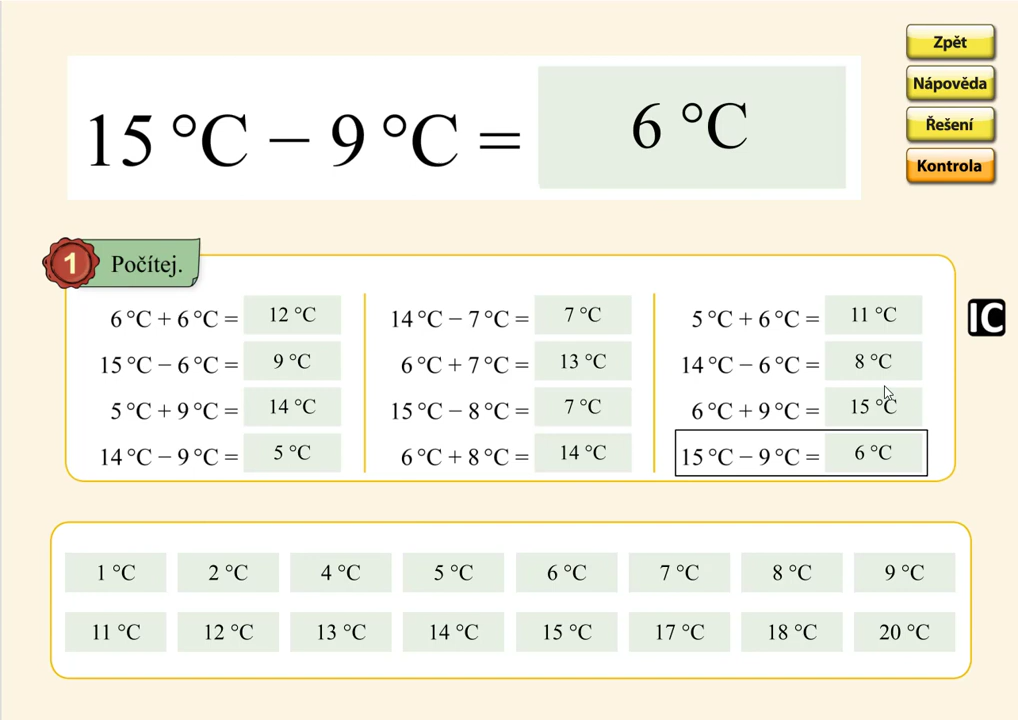 Zpět
Nápověda
Řešení
Kontrola
15 °C − 9 °C = 6 °C
1 Počítej.
6 °C + 6 °C = 12 °C
15 °C − 6 °C = 9 °C
5 °C + 9 °C = 14 °C
14 °C − 9 °C = 5 °C
14 °C − 7 °C = 7 °C
6 °C + 7 °C = 13 °C
15 °C − 8 °C = 7 °C
6 °C + 8 °C = 14 °C
5 °C + 6 °C = 11 °C
14 °C − 6 °C = 8 °C
6 °C + 9 °C = 15 °C
15 °C − 9 °C = 6 °C
IC
1 °C 2 °C 4 °C 5 °C 6 °C 7 °C 8 °C 9 °C
11 °C 12 °C 13 °C 14 °C 15 °C 17 °C 18 °C 20 °C